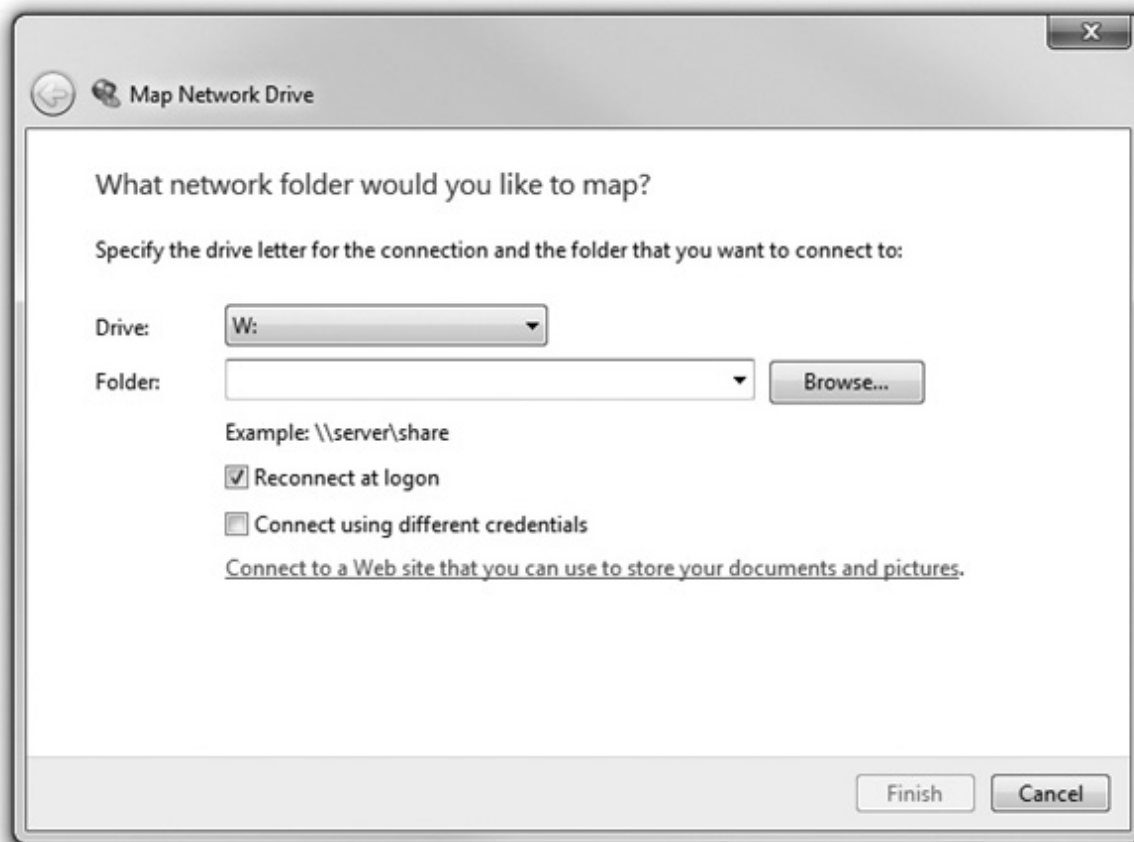 Map Network Drive
What network folder would you like to map?
Specify the drive letter for the connection and the folder that you want to connect to:
Drive: W:
Folder: Browse...
Example: \\server\share
Reconnect at logon
Connect using different credentials
Connect to a Web site that you can use to store your documents and pictures.
Finish Cancel